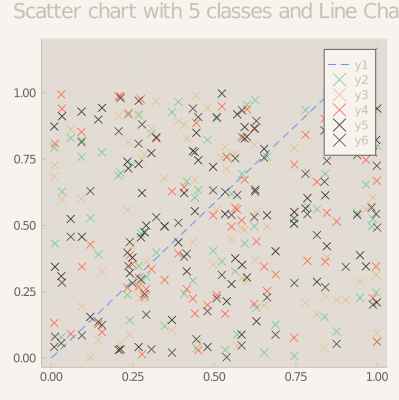 Scatter chart with 5 classes and Line Cha
y1
y2
y3
y4
y5
y6
1.00
0.75
0.50
0.25
0.00
0.00 0.25 0.50 0.75 1.00